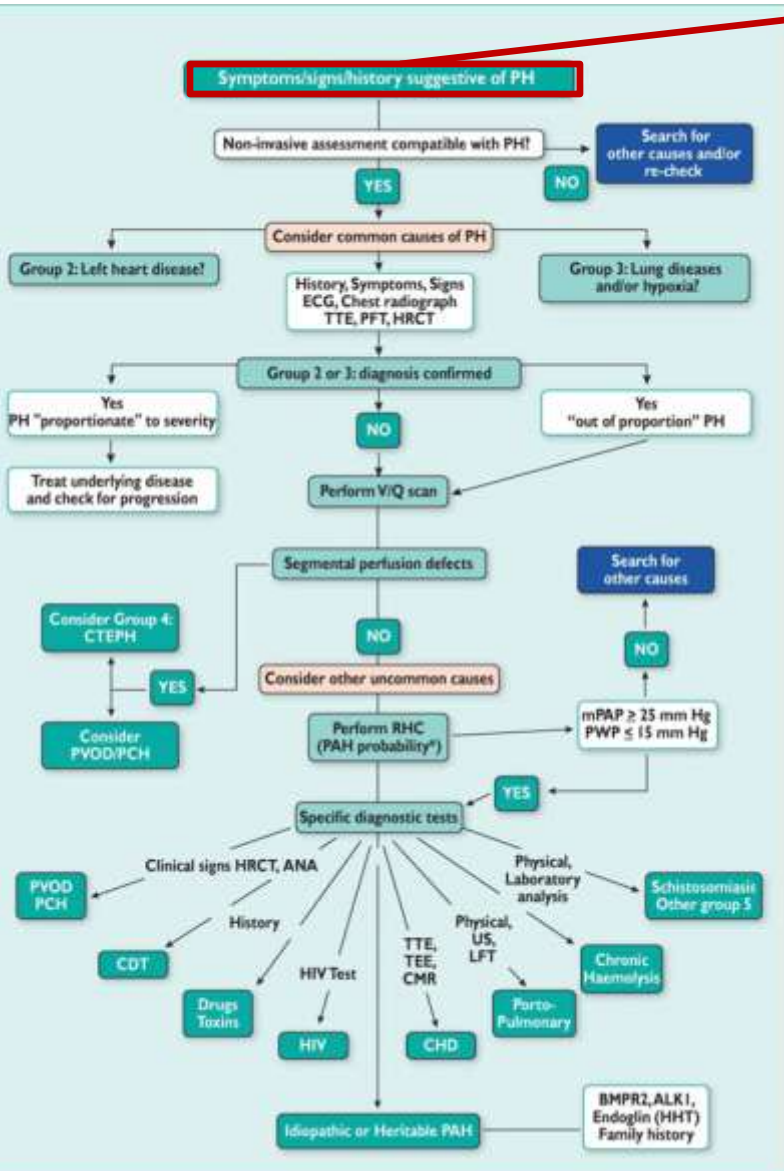 Symptoms/signs/history suggestive of PH
Non-invasive assessment compatible with PH?
Search for
other causes and/or
re-check
YES
NO
Consider common causes of PH
Group 2: Left heart disease?
Group 3: Lung diseases
and/or hypoxia?
History, Symptoms, Signs
ECG, Chest radiograph
TTE, PFT, HRCT
Group 2 or 3: diagnosis confirmed
Yes
PH "proportionate" to severity
NO
Yes
"out of proportion" PH
Treat underlying disease
and check for progression
Perform V/Q scan
Segmental perfusion defects
Search for
other causes
Consider Group 4:
CTEPH
NO
NO
YES
Consider other uncommon causes
Consider
PVOD/PCH
Perform RHC
(PAH probability*)
mPAP ≥ 25 mm Hg
PWP ≤ 15 mm Hg
YES
Specific diagnostic tests
Clinical signs HRCT, ANA
Physical,
Laboratory
analysis
PVOD
PCH
Schistosomiasis
Other group 5
History
HIV Test
TTE,
TEE,
CMR
Physical,
US,
LFT
CDT
Chronic
Haemolysis
Drugs
Toxins
Porto-
Pulmonary
HIV
CHD
Idiopathic or Heritable PAH
BMPR2, ALK1,
Endoglin (HHT)
Family history